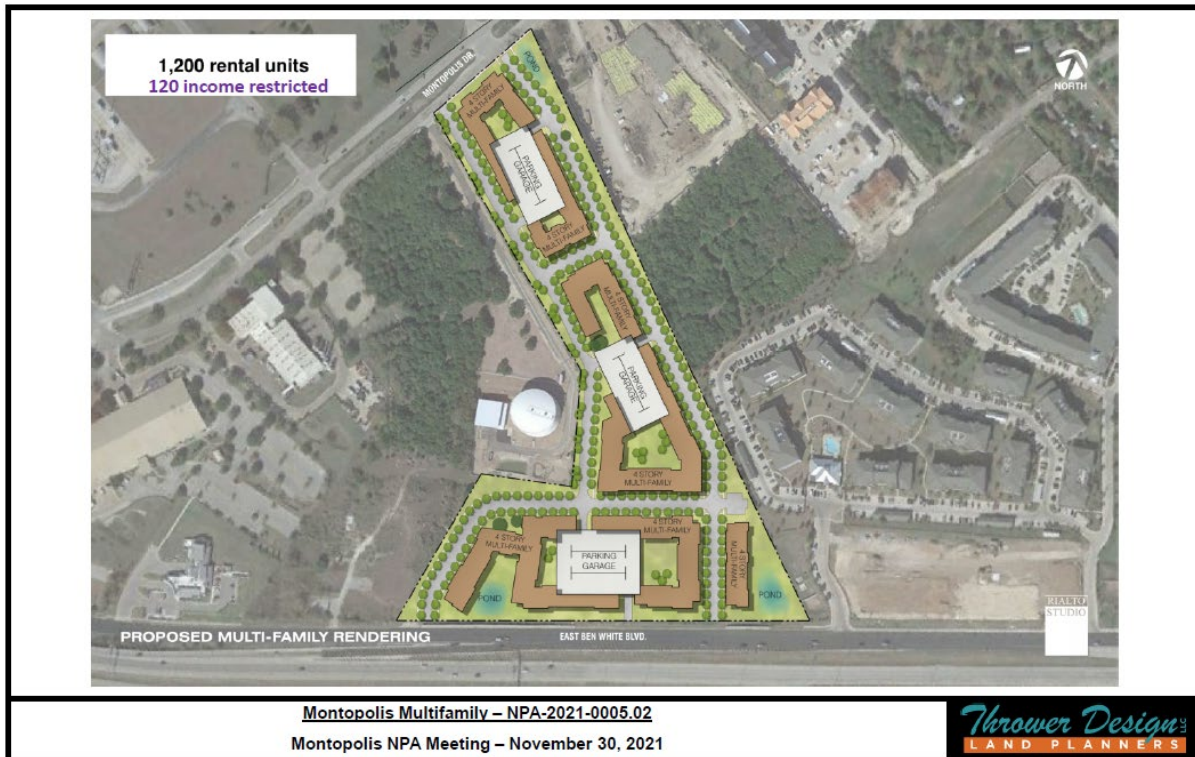 1,200 rental units
120 income restricted
MONTOPOLIS DR.
POND
NORTH
4 STORY
MULTI-FAMILY
PARKING
GARAGE
4 STORY
MULTI-FAMILY
4 STORY
MULTI-FAMILY
PARKING
GARAGE
4 STORY
MULTI-FAMILY
4 STORY
MULTI-FAMILY
4 STORY
MULTI-FAMILY
PARKING
GARAGE
4 STORY
MULTI-FAMILY
POND
POND
RIALTO
STUDIO
PROPOSED MULTI-FAMILY RENDERING
EAST BEN WHITE BLVD.
Montopolis Multifamily – NPA-2021-0005.02
Montopolis NPA Meeting – November 30, 2021
Thrower Design LLC
LAND PLANNERS